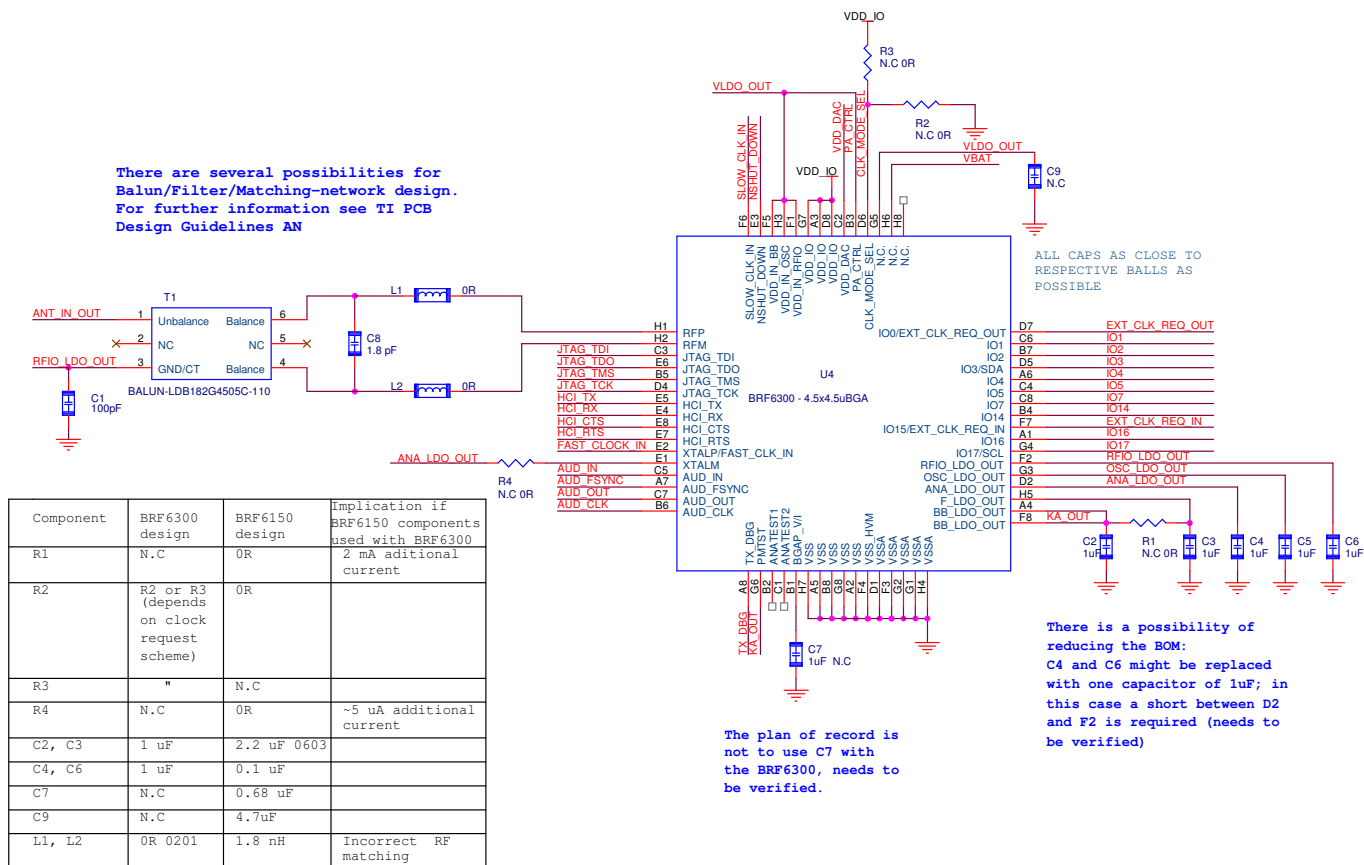 VDD_IO
R3
N.C 0R
VLDO_OUT
R2
N.C 0R
SLOW_CLK_IN
NSHUT_DOWN
VDD_DAC
PA_CTRL
CLK_MODE_SEL
VLDO_OUT
VBAT
VDD_IO
C9
N.C
There are several possibilities for
Balun/Filter/Matching-network design.
For further information see TI PCB
Design Guidelines AN
F6
E3
F5
H3
F1
G7
A3
D8
C2
B3
D6
G5
H6
H8
SLOW_CLK_IN
NSHUT_DOWN
VDD_IN_BB
VDD_IN_OSC
VDD_IN_RFIO
VDD_IO
VDD_IO
VDD_IO
VDD_DAC
PA_CTRL
CLK_MODE_SEL
N.C.
N.C.
N.C.
ALL CAPS AS CLOSE TO
RESPECTIVE BALLS AS
POSSIBLE
T1
ANT_IN_OUT 1 Unbalance Balance 6
2 NC NC 5
RFIO_LDO_OUT 3 GND/CT Balance 4
BALUN-LDB182G4505C-110
C1
100pF
C8
1.8 pF
L1 0R
L2 0R
H1 RFP
H2 RFM
JTAG_TDI C3 JTAG_TDI
JTAG_TDO E6 JTAG_TDO
JTAG_TMS B5 JTAG_TMS
JTAG_TCK D4 JTAG_TCK
HCI_TX E5 HCI_TX
HCI_RX E4 HCI_RX
HCI_CTS E8 HCI_CTS
HCI_RTS E7 HCI_RTS
FAST_CLOCK_IN E2 XTALP/FAST_CLK_IN
ANA_LDO_OUT E1 XTALM
R4
N.C 0R
AUD_IN C5 AUD_IN
AUD_FSYNC A7 AUD_FSYNC
AUD_OUT C7 AUD_OUT
AUD_CLK B6 AUD_CLK
U4
BRF6300 - 4.5x4.5uBGA
IO0/EXT_CLK_REQ_OUT D7 EXT_CLK_REQ_OUT
IO1 C6 IO1
IO2 B7 IO2
IO3/SDA D5 IO3
IO4 A6 IO4
IO5 C4 IO5
IO7 C8 IO7
IO14 B4 IO14
IO15/EXT_CLK_REQ_IN F7 EXT_CLK_REQ_IN
IO16 A1 IO16
IO17/SCL G4 IO17
RFIO_LDO_OUT F2 RFIO_LDO_OUT
OSC_LDO_OUT G3 OSC_LDO_OUT
ANA_LDO_OUT D2 ANA_LDO_OUT
F_LDO_OUT H5
BB_LDO_OUT A4
BB_LDO_OUT F8 KA_OUT
C2
1uF
R1
N.C 0R
C3
1uF
C4
1uF
C5
1uF
C6
1uF
TX_DBG
PMTST
ANATEST1
ANATEST2
BGAP_V/I
VSS
VSS
VSS
VSS
VSS
VSS_HVM
VSSA
VSSA
VSSA
VSSA
VSSA
A8
G6
B2
C1
B1
H7
A5
B8
G8
A2
F4
D1
F3
G2
G1
H4
TX_DBG
KA_OUT
C7
1uF N.C
The plan of record is
not to use C7 with
the BRF6300, needs to
be verified.
There is a possibility of
reducing the BOM:
C4 and C6 might be replaced
with one capacitor of 1uF; in
this case a short between D2
and F2 is required (needs to
be verified)
Component BRF6300 design BRF6150 design Implication if BRF6150 components used with BRF6300
R1 N.C 0R 2 mA aditional current
R2 R2 or R3 (depends on clock request scheme) 0R
R3 " N.C
R4 N.C 0R ~5 uA additional current
C2, C3 1 uF 2.2 uF 0603
C4, C6 1 uF 0.1 uF
C7 N.C 0.68 uF
C9 N.C 4.7uF
L1, L2 0R 0201 1.8 nH Incorrect RF matching